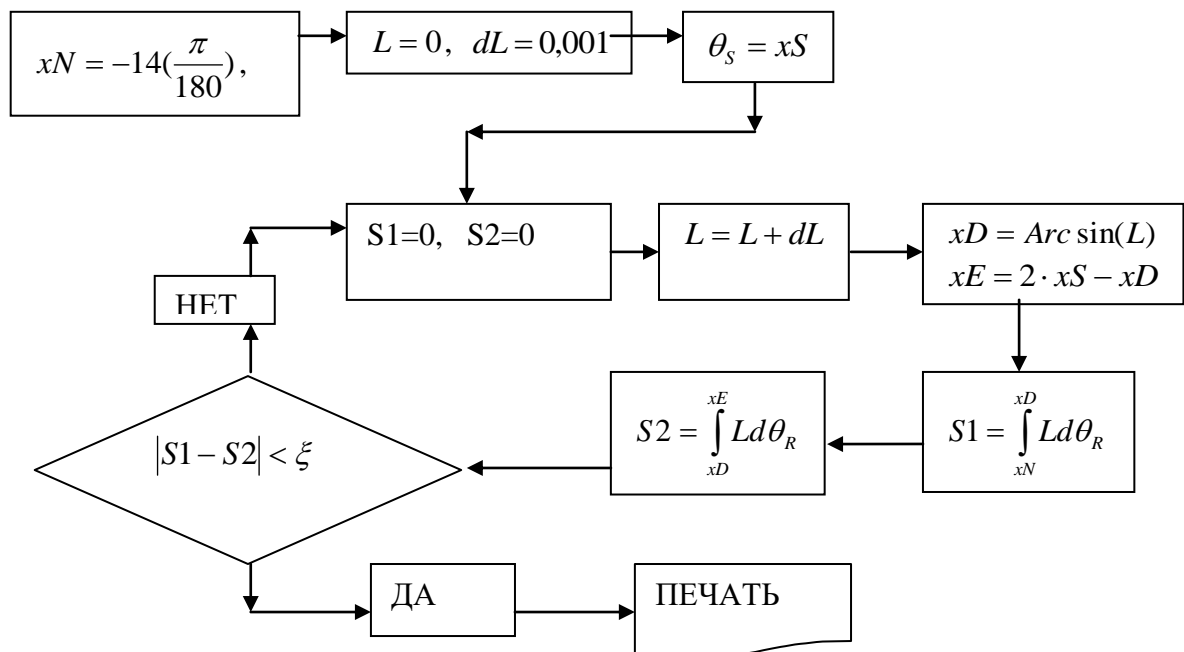 xN = −14(π/180),
L = 0, dL = 0,001
θ_S = xS
S1=0, S2=0
L = L + dL
xD = Arc sin(L)
xE = 2 · xS − xD
НЕТ
|S1 − S2| < ξ
S2 = ∫_{xD}^{xE} Ldθ_R
S1 = ∫_{xN}^{xD} Ldθ_R
ДА
ПЕЧАТЬ